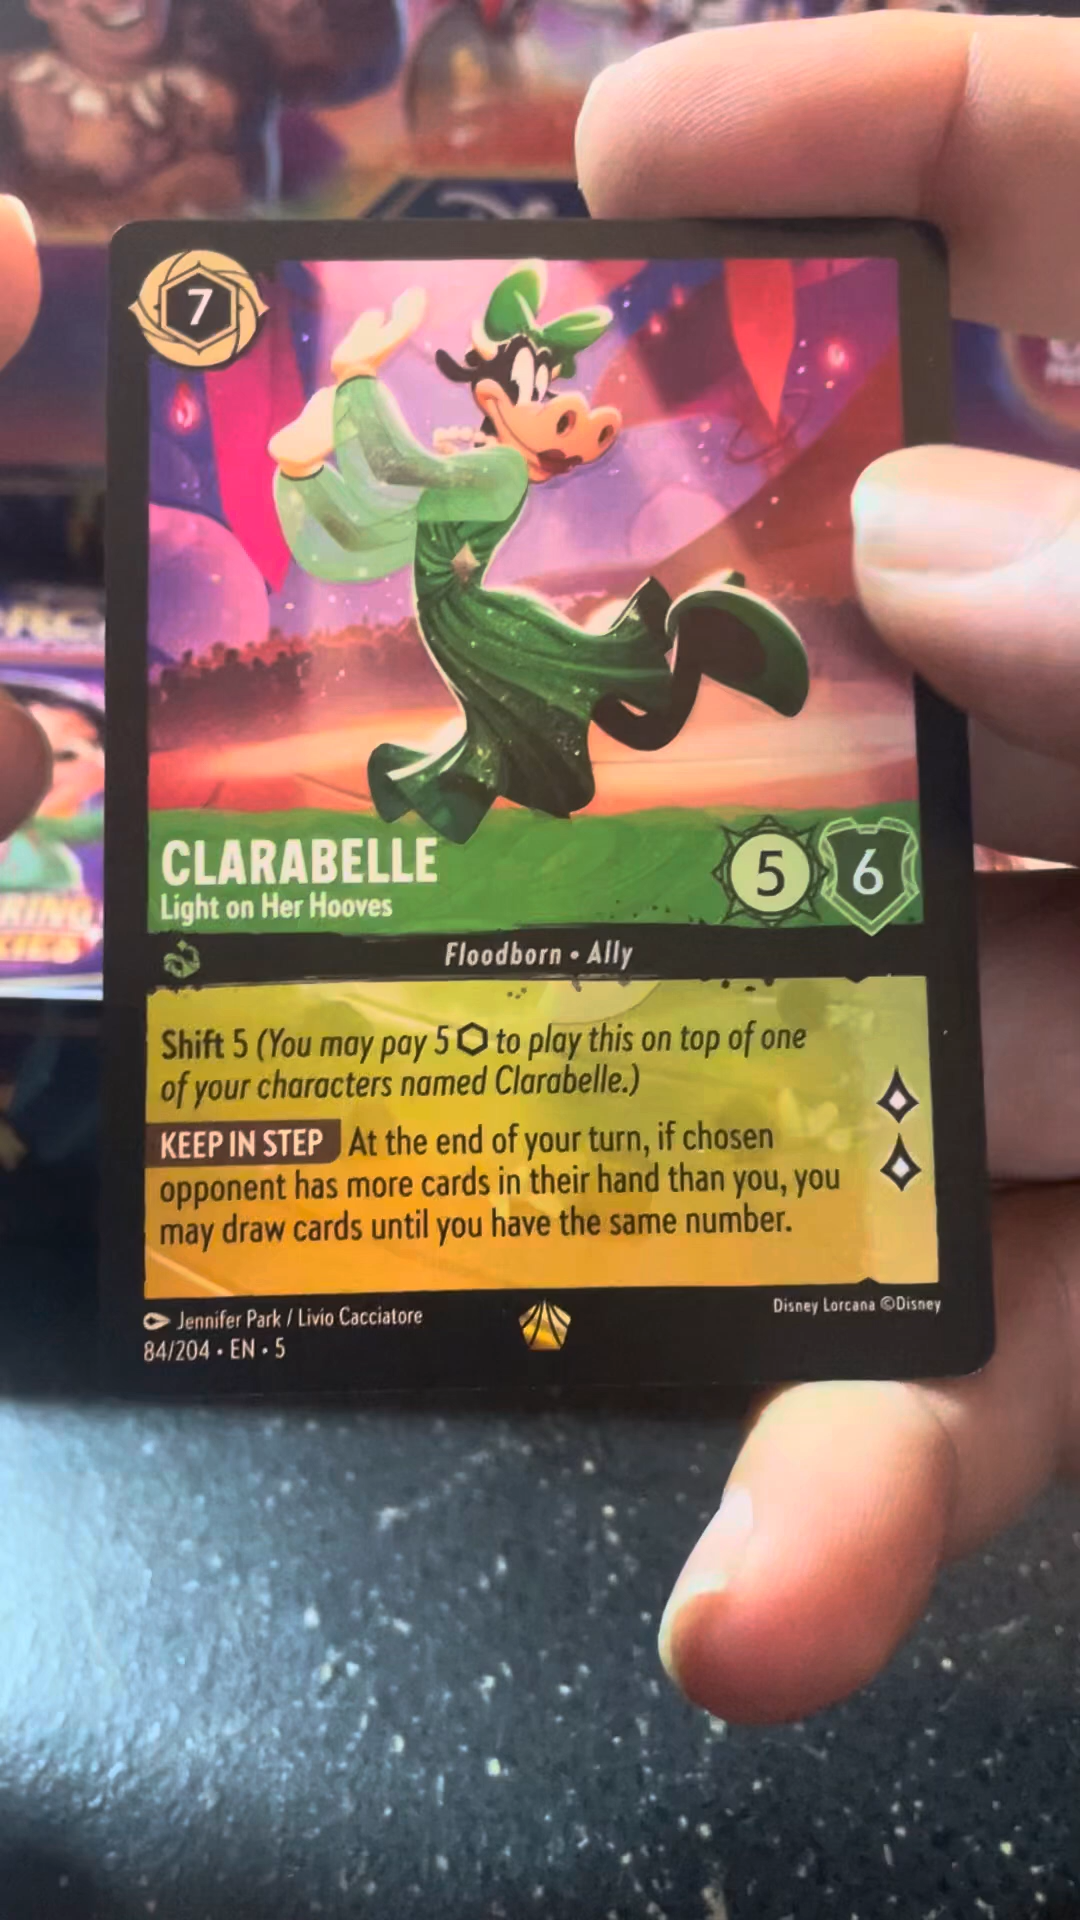 7
CLARABELLE
Light on Her Hooves
5 6
Floodborn • Ally
Shift 5 (You may pay 5 ⬡ to play this on top of one
of your characters named Clarabelle.)
KEEP IN STEP At the end of your turn, if chosen
opponent has more cards in their hand than you, you
may draw cards until you have the same number.
Jennifer Park / Livio Cacciatore
Disney Lorcana ©Disney
84/204 • EN • 5